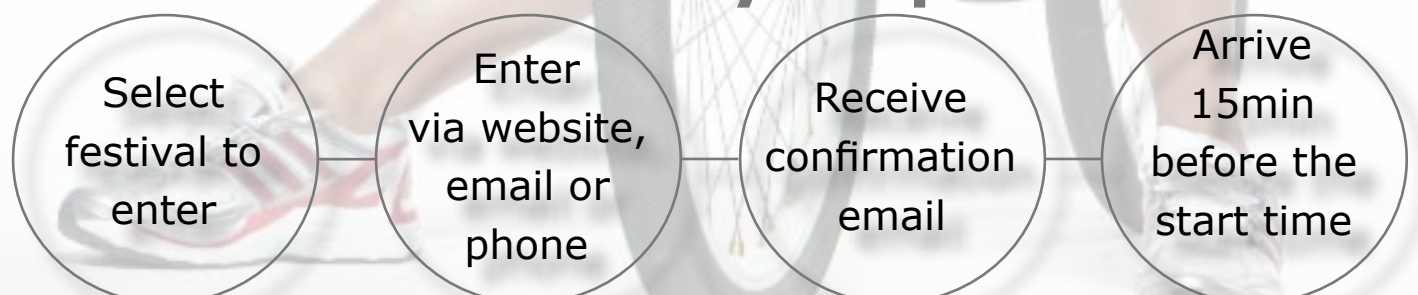 Select
festival to
enter
Enter
via website,
email or
phone
Receive
confirmation
email
Arrive
15min
before the
start time